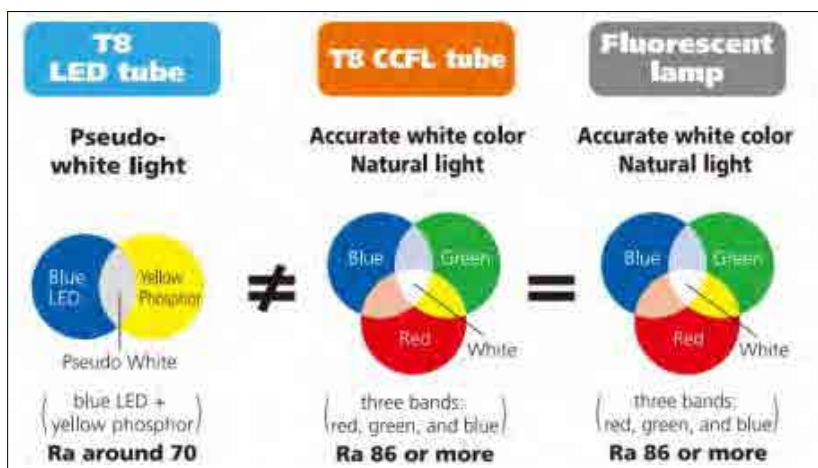 T8
LED tube
Pseudo-
white light
Blue
LED
Yellow
Phosphor
Pseudo White
(blue LED +
yellow phosphor)
Ra around 70
≠
T8 CCFL tube
Accurate white color
Natural light
Blue
Green
Red
White
(three bands:
red, green, and blue)
Ra 86 or more
=
Fluorescent
lamp
Accurate white color
Natural light
Blue
Green
Red
White
(three bands:
red, green, and blue)
Ra 86 or more